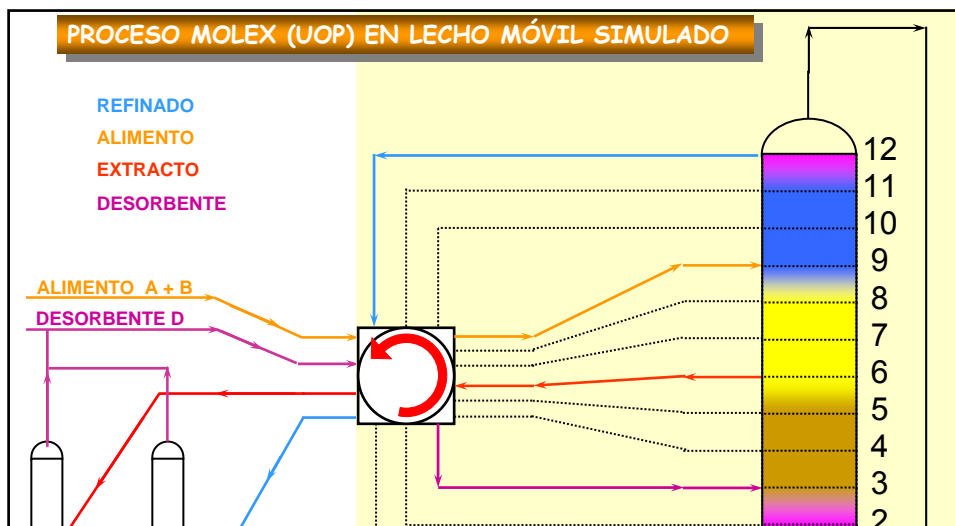 PROCESO MOLEX (UOP) EN LECHO MÓVIL SIMULADO
REFINADO
ALIMENTO
EXTRACTO
DESORBENTE
ALIMENTO A + B
DESORBENTE D
12
11
10
9
8
7
6
5
4
3
2